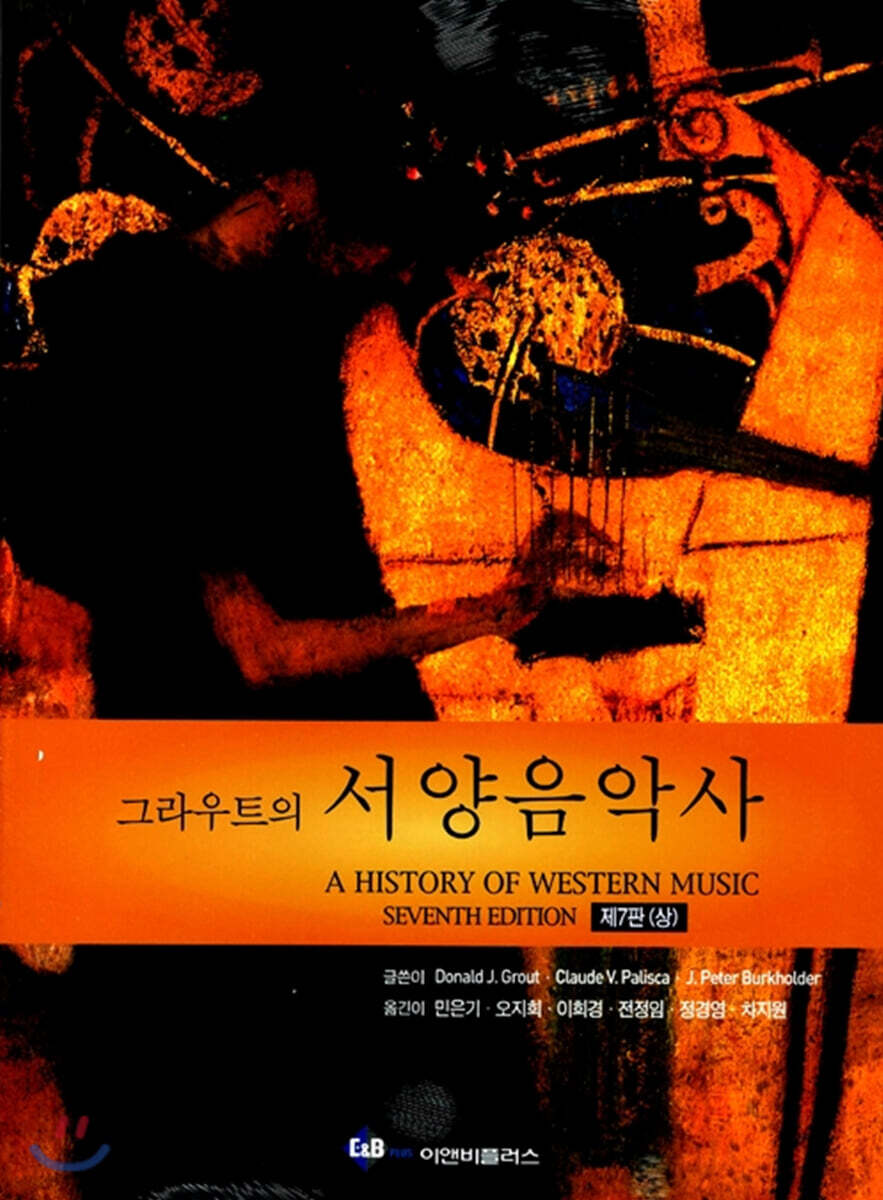 그라우트의 서양음악사
A HISTORY OF WESTERN MUSIC
SEVENTH EDITION 제7판 (상)
글쓴이 Donald J. Grout · Claude V. Palisca · J. Peter Burkholder
옮긴이 민은기 · 오지희 · 이희경 · 전정임 · 정경영 · 차지원
E&B PLUS 이앤비플러스